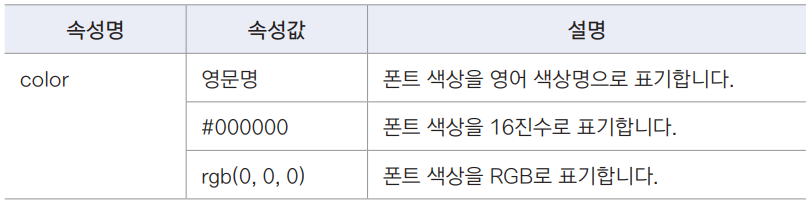 속성명 속성값 설명
color 영문명 폰트 색상을 영어 색상명으로 표기합니다.
#000000 폰트 색상을 16진수로 표기합니다.
rgb(0, 0, 0) 폰트 색상을 RGB로 표기합니다.